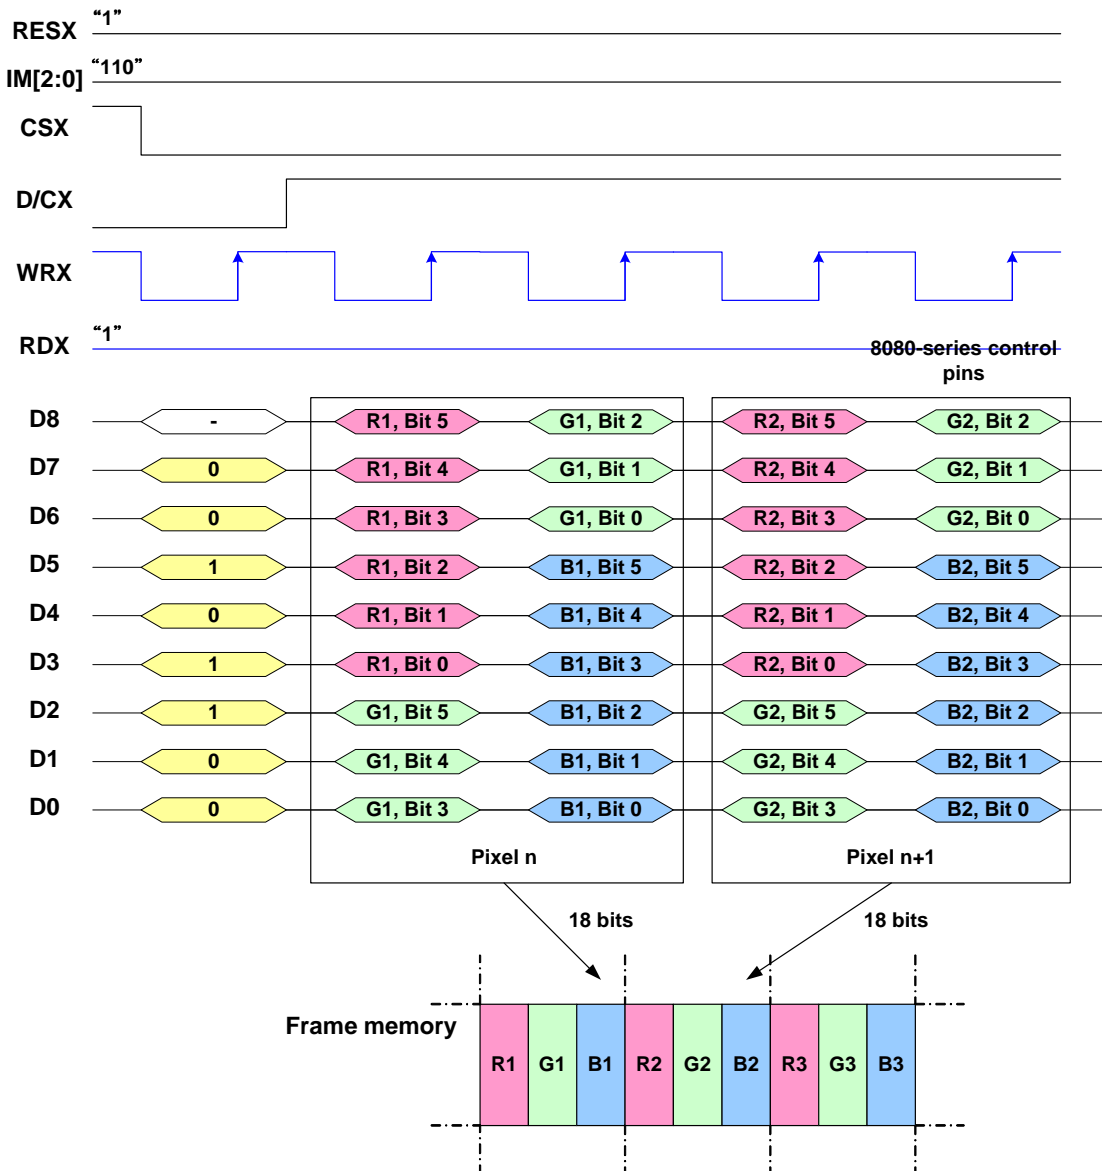 RESX “1”
IM[2:0] “110”
CSX
D/CX
WRX
RDX “1”
8080-series control
pins
D8 - R1, Bit 5 G1, Bit 2 R2, Bit 5 G2, Bit 2
D7 0 R1, Bit 4 G1, Bit 1 R2, Bit 4 G2, Bit 1
D6 0 R1, Bit 3 G1, Bit 0 R2, Bit 3 G2, Bit 0
D5 1 R1, Bit 2 B1, Bit 5 R2, Bit 2 B2, Bit 5
D4 0 R1, Bit 1 B1, Bit 4 R2, Bit 1 B2, Bit 4
D3 1 R1, Bit 0 B1, Bit 3 R2, Bit 0 B2, Bit 3
D2 1 G1, Bit 5 B1, Bit 2 G2, Bit 5 B2, Bit 2
D1 0 G1, Bit 4 B1, Bit 1 G2, Bit 4 B2, Bit 1
D0 0 G1, Bit 3 B1, Bit 0 G2, Bit 3 B2, Bit 0
Pixel n Pixel n+1
18 bits 18 bits
Frame memory
R1 G1 B1 R2 G2 B2 R3 G3 B3